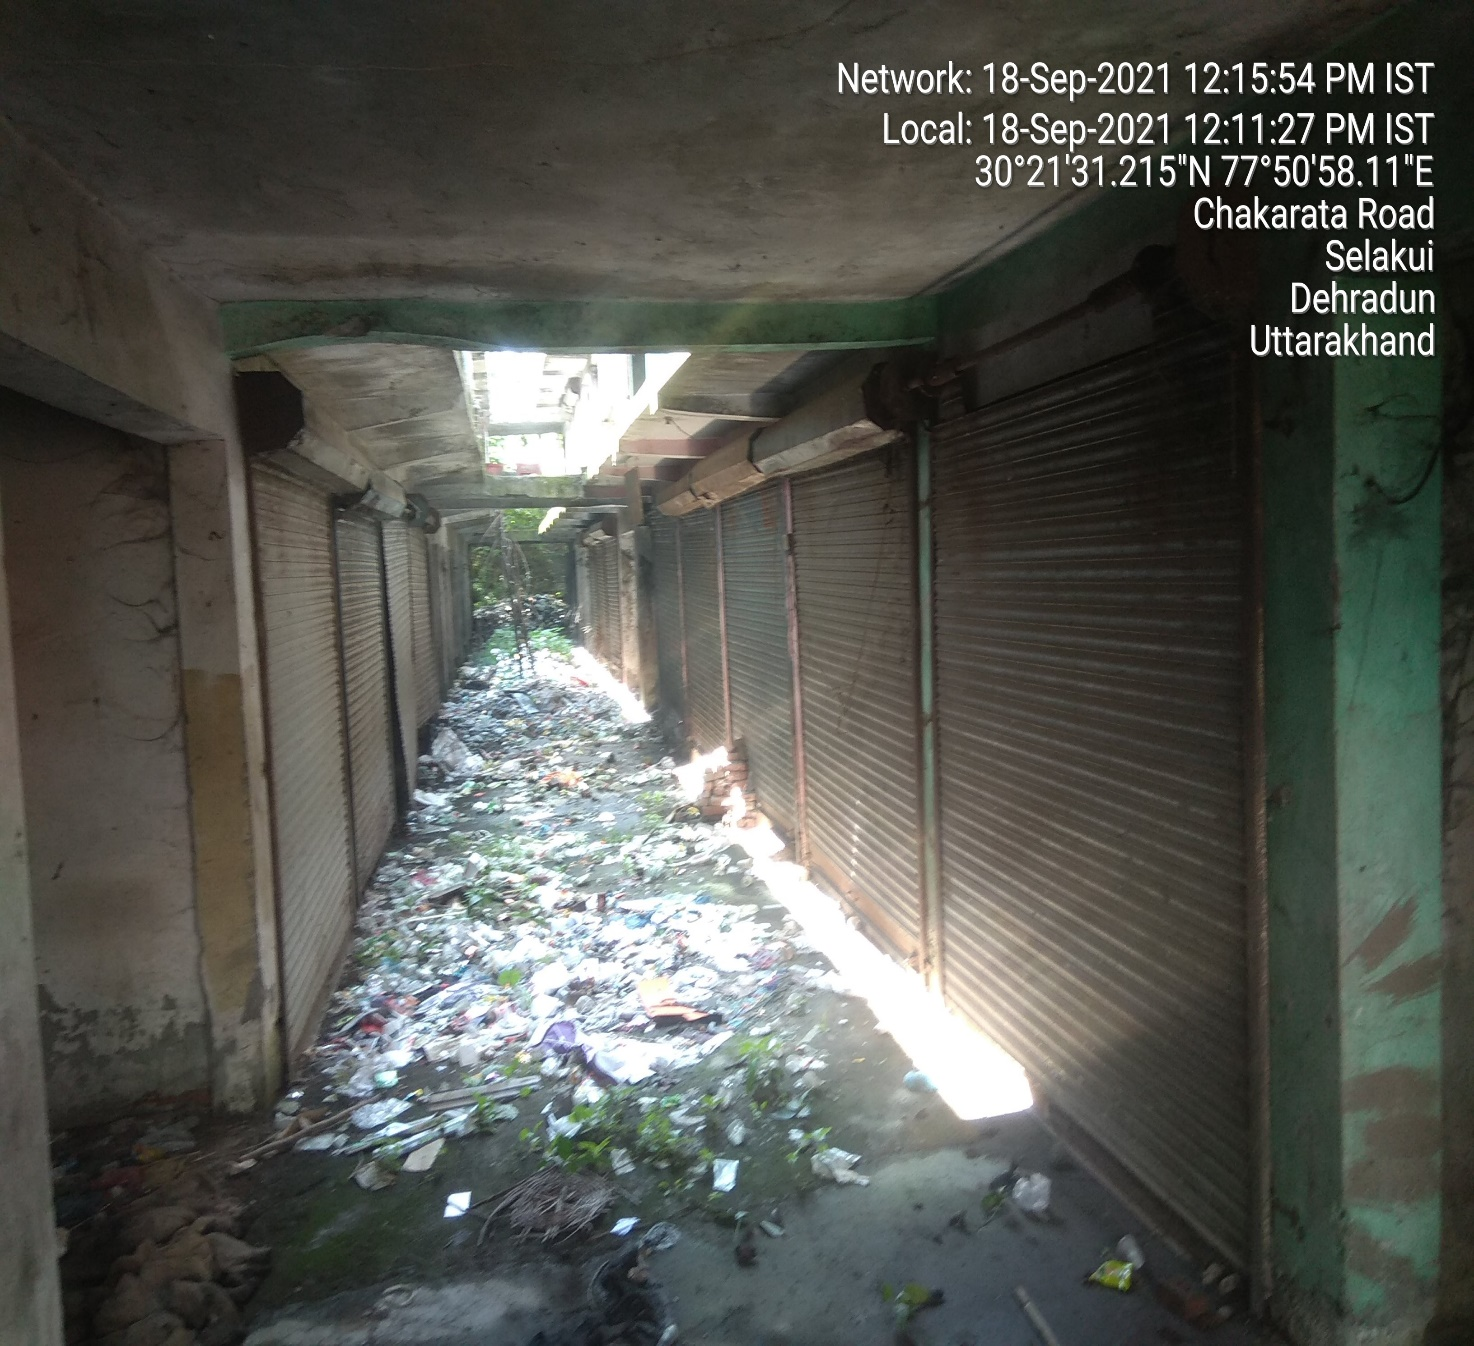 Network: 18-Sep-2021 12:15:54 PM IST
Local: 18-Sep-2021 12:11:27 PM IST
30°21'31.215"N 77°50'58.11"E
Chakarata Road
Selakui
Dehradun
Uttarakhand